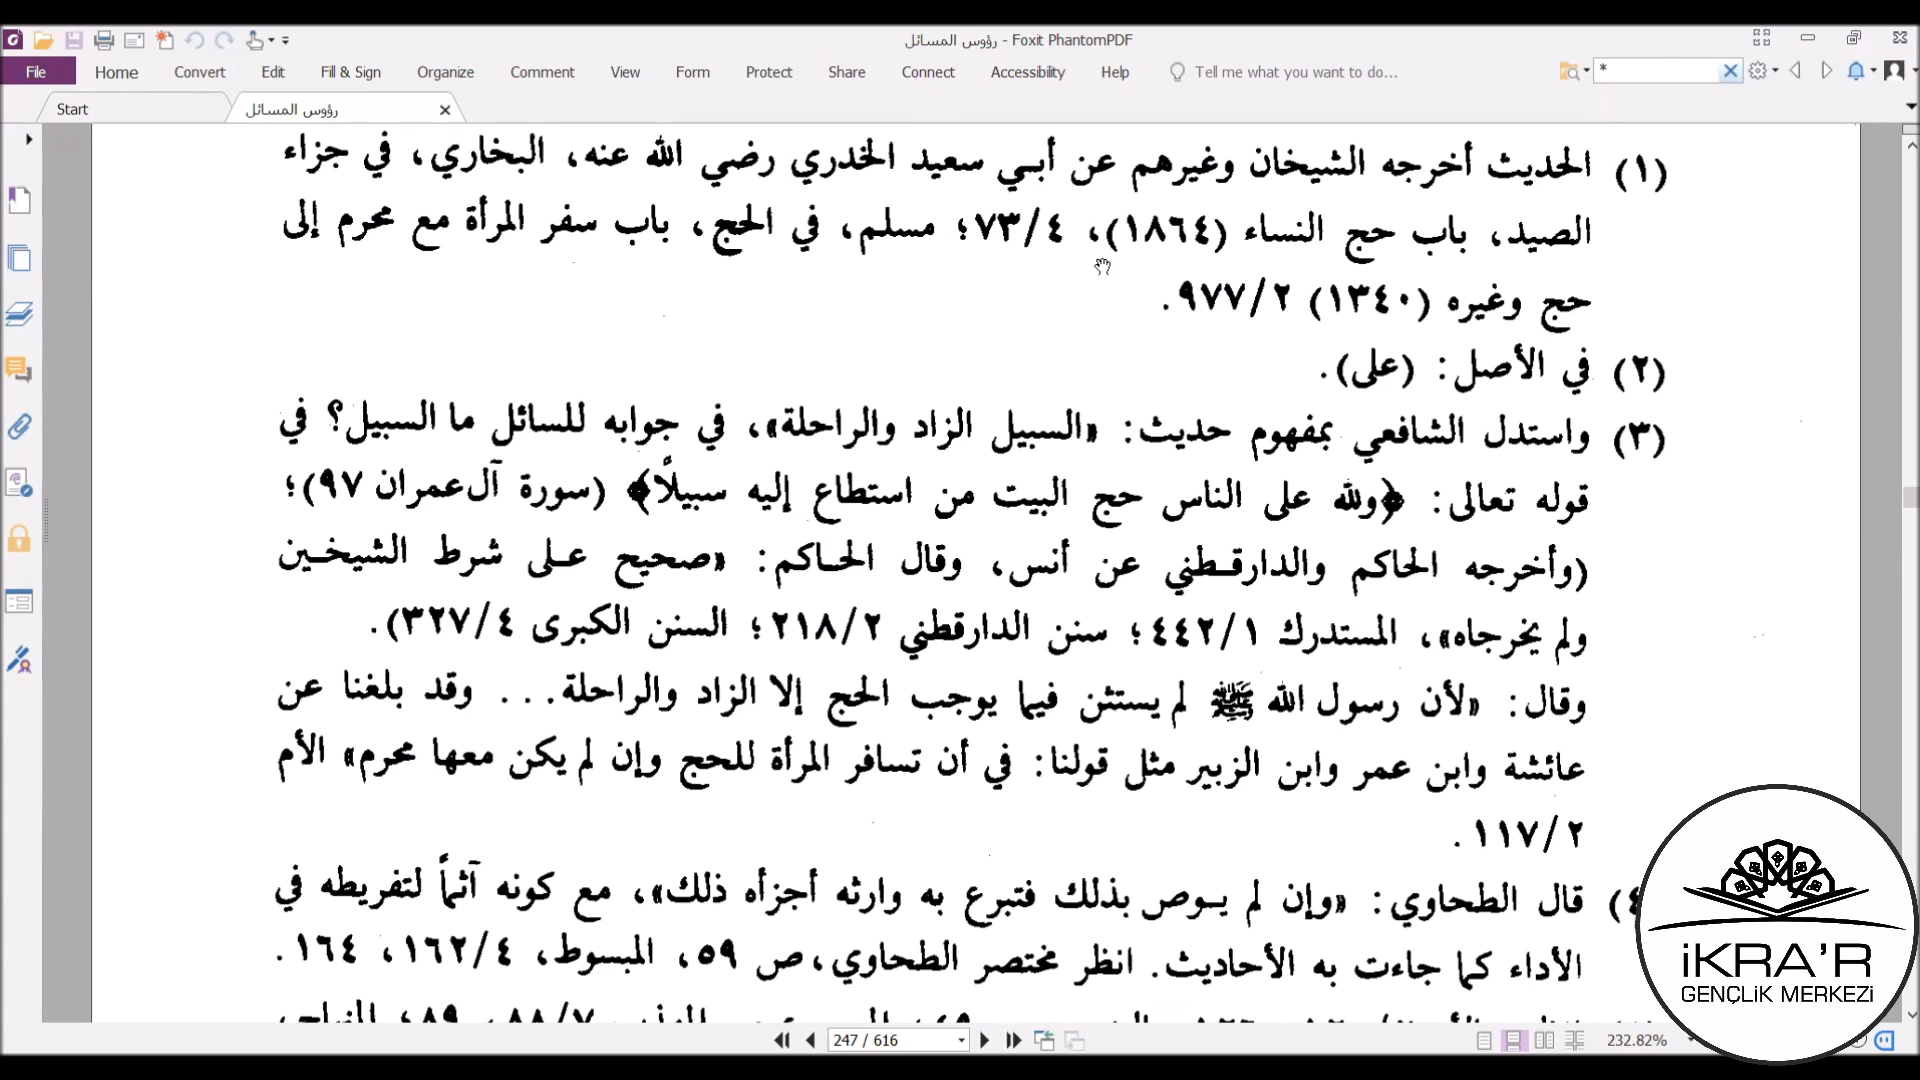 رؤوس المسائل - Foxit PhantomPDF
File Home Convert Edit Fill & Sign Organize Comment View Form Protect Share Connect Accessibility Help Tell me what you want to do... *
Start رؤوس المسائل
(١) الحديث أخرجه الشيخان وغيرهم عن أبي سعيد الخدري رضي الله عنه، البخاري، في جزاء
الصيد، باب حج النساء (١٨٦٤)، ٧٣/٤؛ مسلم، في الحج، باب سفر المرأة مع محرم إلى
حج وغيره (١٣٤٠) ٩٧٧/٢.
(٢) في الأصل: (على).
(٣) واستدل الشافعي بمفهوم حديث: «السبيل الزاد والراحلة»، في جوابه للسائل ما السبيل؟ في
قوله تعالى: ﴿ولله على الناس حج البيت من استطاع إليه سبيلاً﴾ (سورة آل عمران ٩٧)؛
(وأخرجه الحاكم والدارقطني عن أنس، وقال الحاكم: «صحيح على شرط الشيخين
ولم يخرجاه»، المستدرك ٤٤٢/١؛ سنن الدارقطني ٢١٨/٢؛ السنن الكبرى ٣٢٧/٤).
وقال: «لأن رسول الله ﷺ لم يستثن فيما يوجب الحج إلا الزاد والراحلة... وقد بلغنا عن
عائشة وابن عمر وابن الزبير مثل قولنا: في أن تسافر المرأة للحج وإن لم يكن معها محرم» الأم
١١٧/٢.
(٤ قال الطحاوي: «وإن لم يوص بذلك فتبرع به وارثه أجزأه ذلك»، مع كونه آثماً لتفريطه في
الأداء كما جاءت به الأحاديث. انظر مختصر الطحاوي، ص ٥٩، المبسوط، ١٦٢/٤، ١٦٤.
iKRA'R
GENÇLiK MERKEZi
247 / 616 232.82%